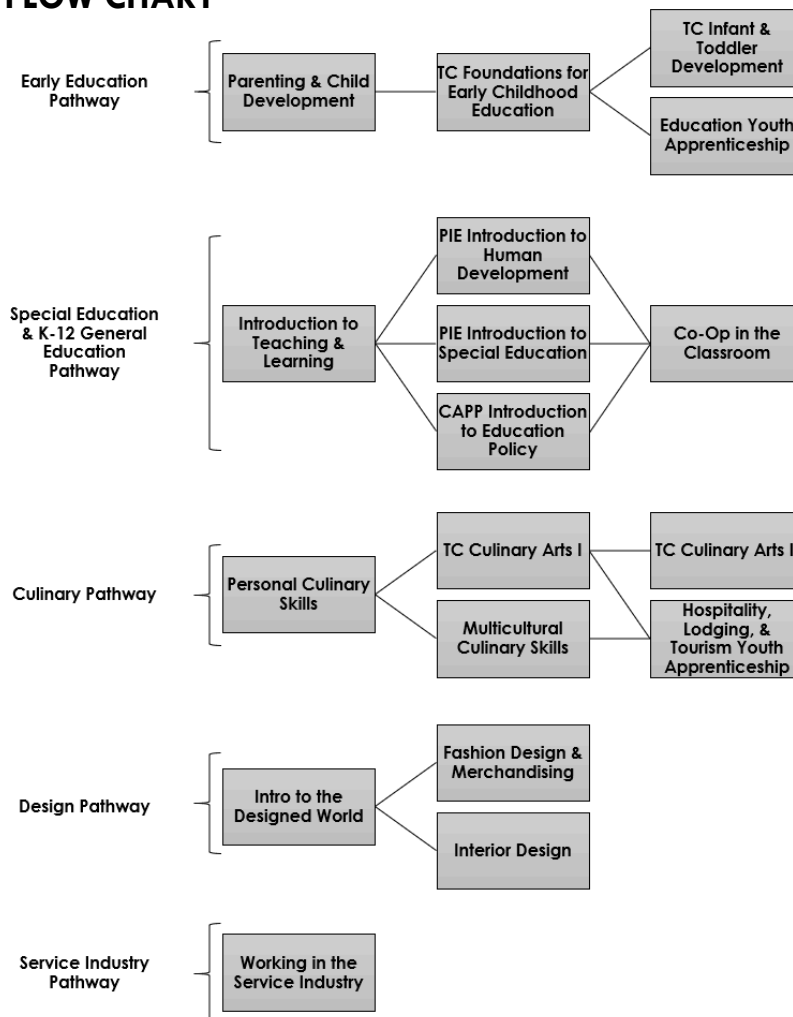 FLOW CHART
Early Education
Pathway
Parenting & Child
Development
TC Foundations for
Early Childhood
Education
TC Infant &
Toddler
Development
Education Youth
Apprenticeship
Special Education
& K-12 General
Education
Pathway
Introduction to
Teaching &
Learning
PIE Introduction to
Human
Development
PIE Introduction to
Special Education
CAPP Introduction
to Education
Policy
Co-Op in the
Classroom
Culinary Pathway
Personal Culinary
Skills
TC Culinary Arts I
Multicultural
Culinary Skills
TC Culinary Arts I
Hospitality,
Lodging, &
Tourism Youth
Apprenticeship
Design Pathway
Intro to the
Designed World
Fashion Design &
Merchandising
Interior Design
Service Industry
Pathway
Working in the
Service Industry